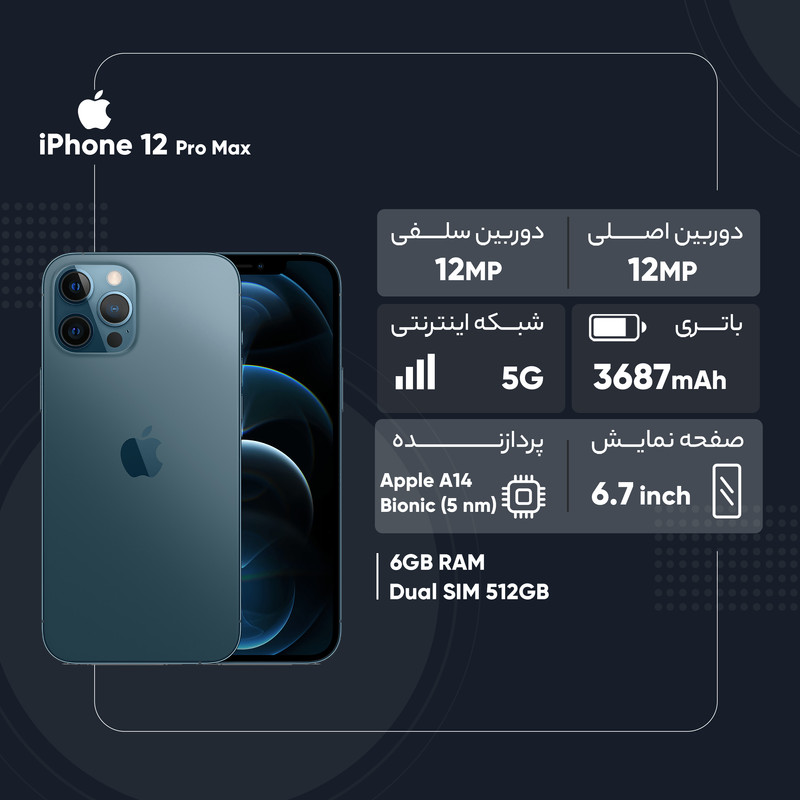 iPhone 12 Pro Max
دوربین اصلی
12MP
دوربین سلفی
12MP
باتری
3687mAh
شبکه اینترنتی
5G
صفحه نمایش
6.7 inch
پردازنده
Apple A14
Bionic (5 nm)
6GB RAM
Dual SIM 512GB